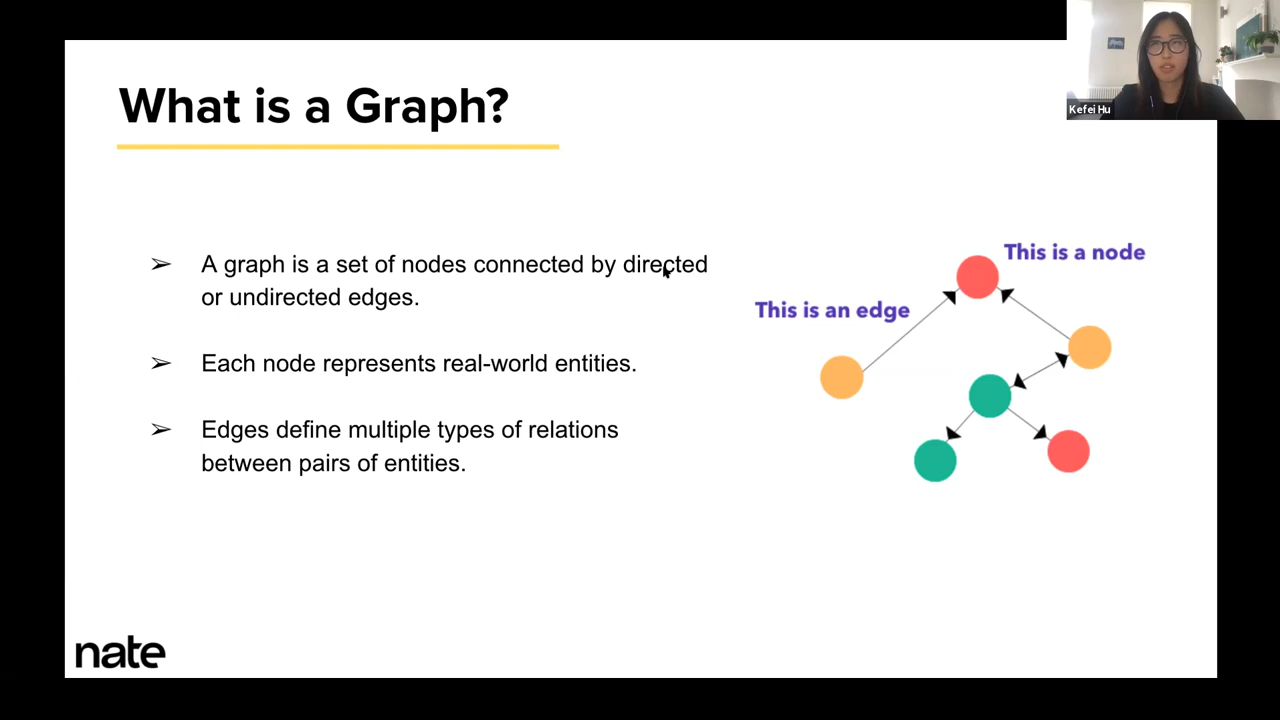 What is a Graph?
Kefei Hu
➢ A graph is a set of nodes connected by directed
or undirected edges.
➢ Each node represents real-world entities.
➢ Edges define multiple types of relations
between pairs of entities.
This is a node
This is an edge
nate